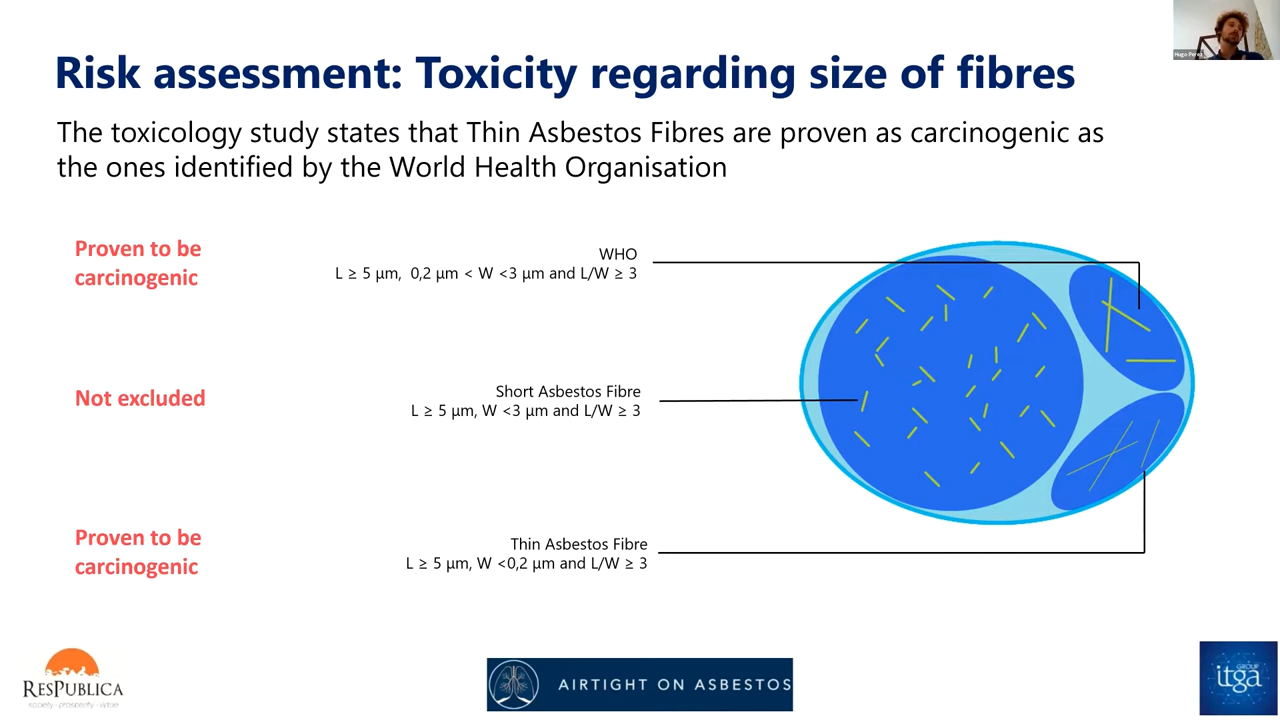 Risk assessment: Toxicity regarding size of fibres
The toxicology study states that Thin Asbestos Fibres are proven as carcinogenic as
the ones identified by the World Health Organisation
Proven to be
carcinogenic
WHO
L ≥ 5 μm,  0,2 μm < W <3 μm and L/W ≥ 3
Not excluded
Short Asbestos Fibre
L ≥ 5 μm, W <3 μm and L/W ≥ 3
Proven to be
carcinogenic
Thin Asbestos Fibre
L ≥ 5 μm, W <0,2 μm and L/W ≥ 3
Hugo Perez
RESPUBLICA
society · prosperity · virtue
AIRTIGHT ON ASBESTOS
GROUP
itga